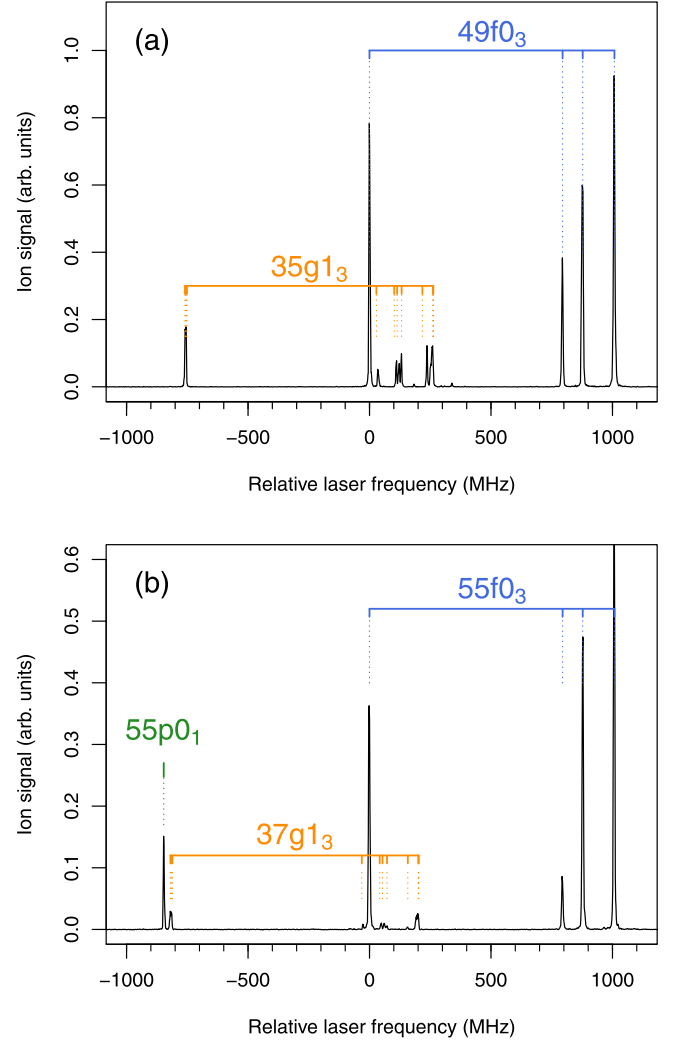 (a)
49f0₃
35g1₃
Ion signal (arb. units)
0.0 0.2 0.4 0.6 0.8 1.0
−1000 −500 0 500 1000
Relative laser frequency (MHz)
(b)
55f0₃
55p0₁
37g1₃
Ion signal (arb. units)
0.0 0.1 0.2 0.3 0.4 0.5 0.6
−1000 −500 0 500 1000
Relative laser frequency (MHz)